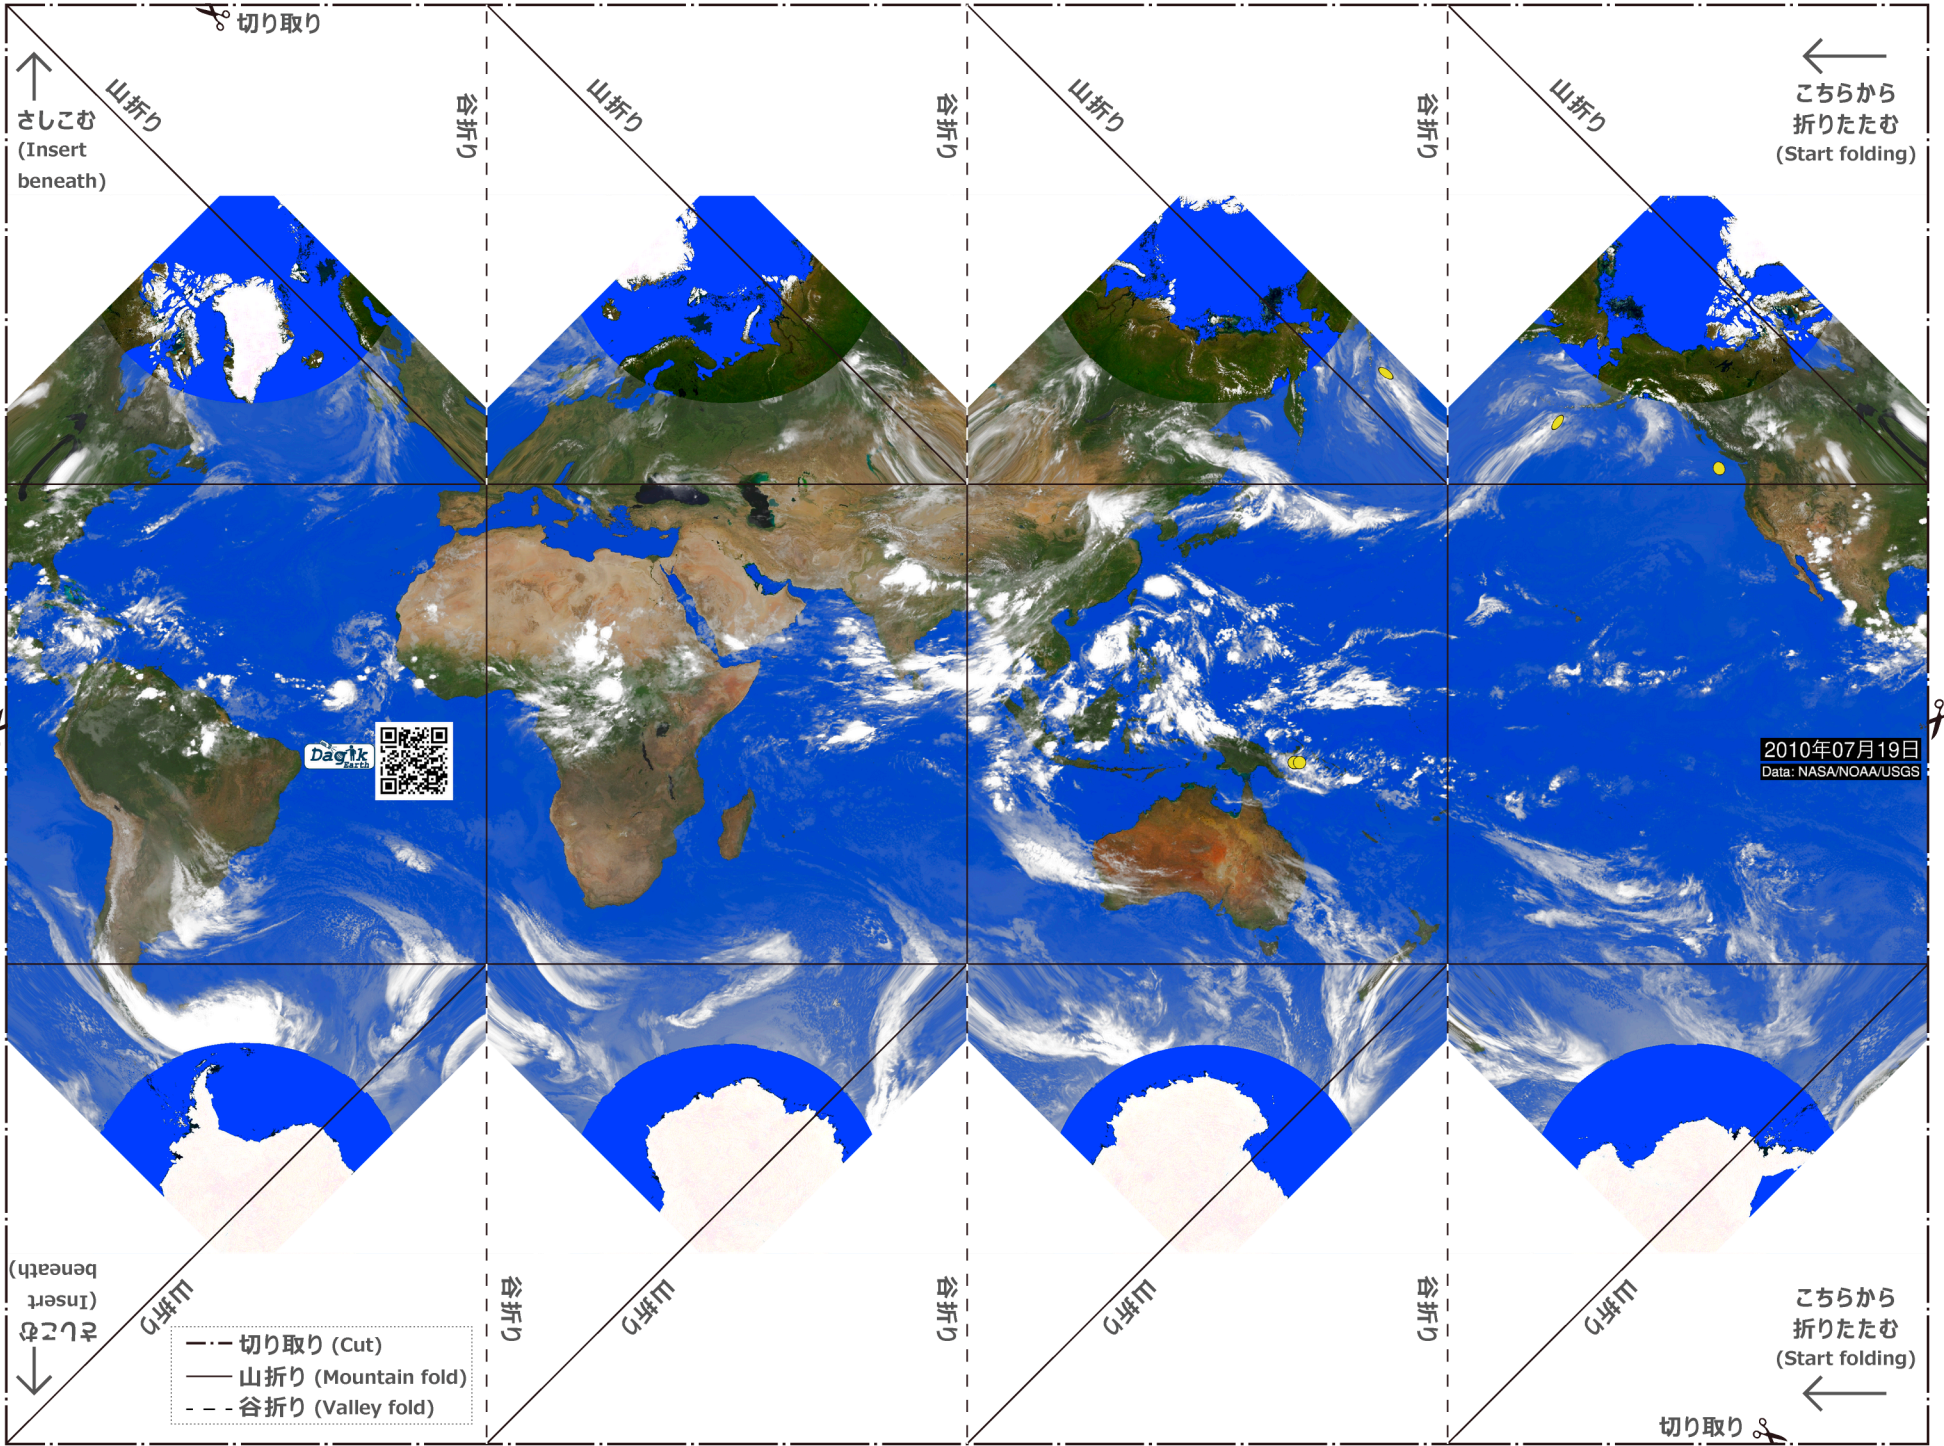 切り取り
山折り
谷折り
山折り
谷折り
山折り
谷折り
山折り
さしこむ
(Insert
beneath)
こちらから
折りたたむ
(Start folding)
Dagik
Earth
2010年07月19日
Data: NASA/NOAA/USGS
さしこむ
(Insert
beneath)
山折り
谷折り
山折り
谷折り
山折り
谷折り
山折り
切り取り (Cut)
山折り (Mountain fold)
谷折り (Valley fold)
こちらから
折りたたむ
(Start folding)
切り取り